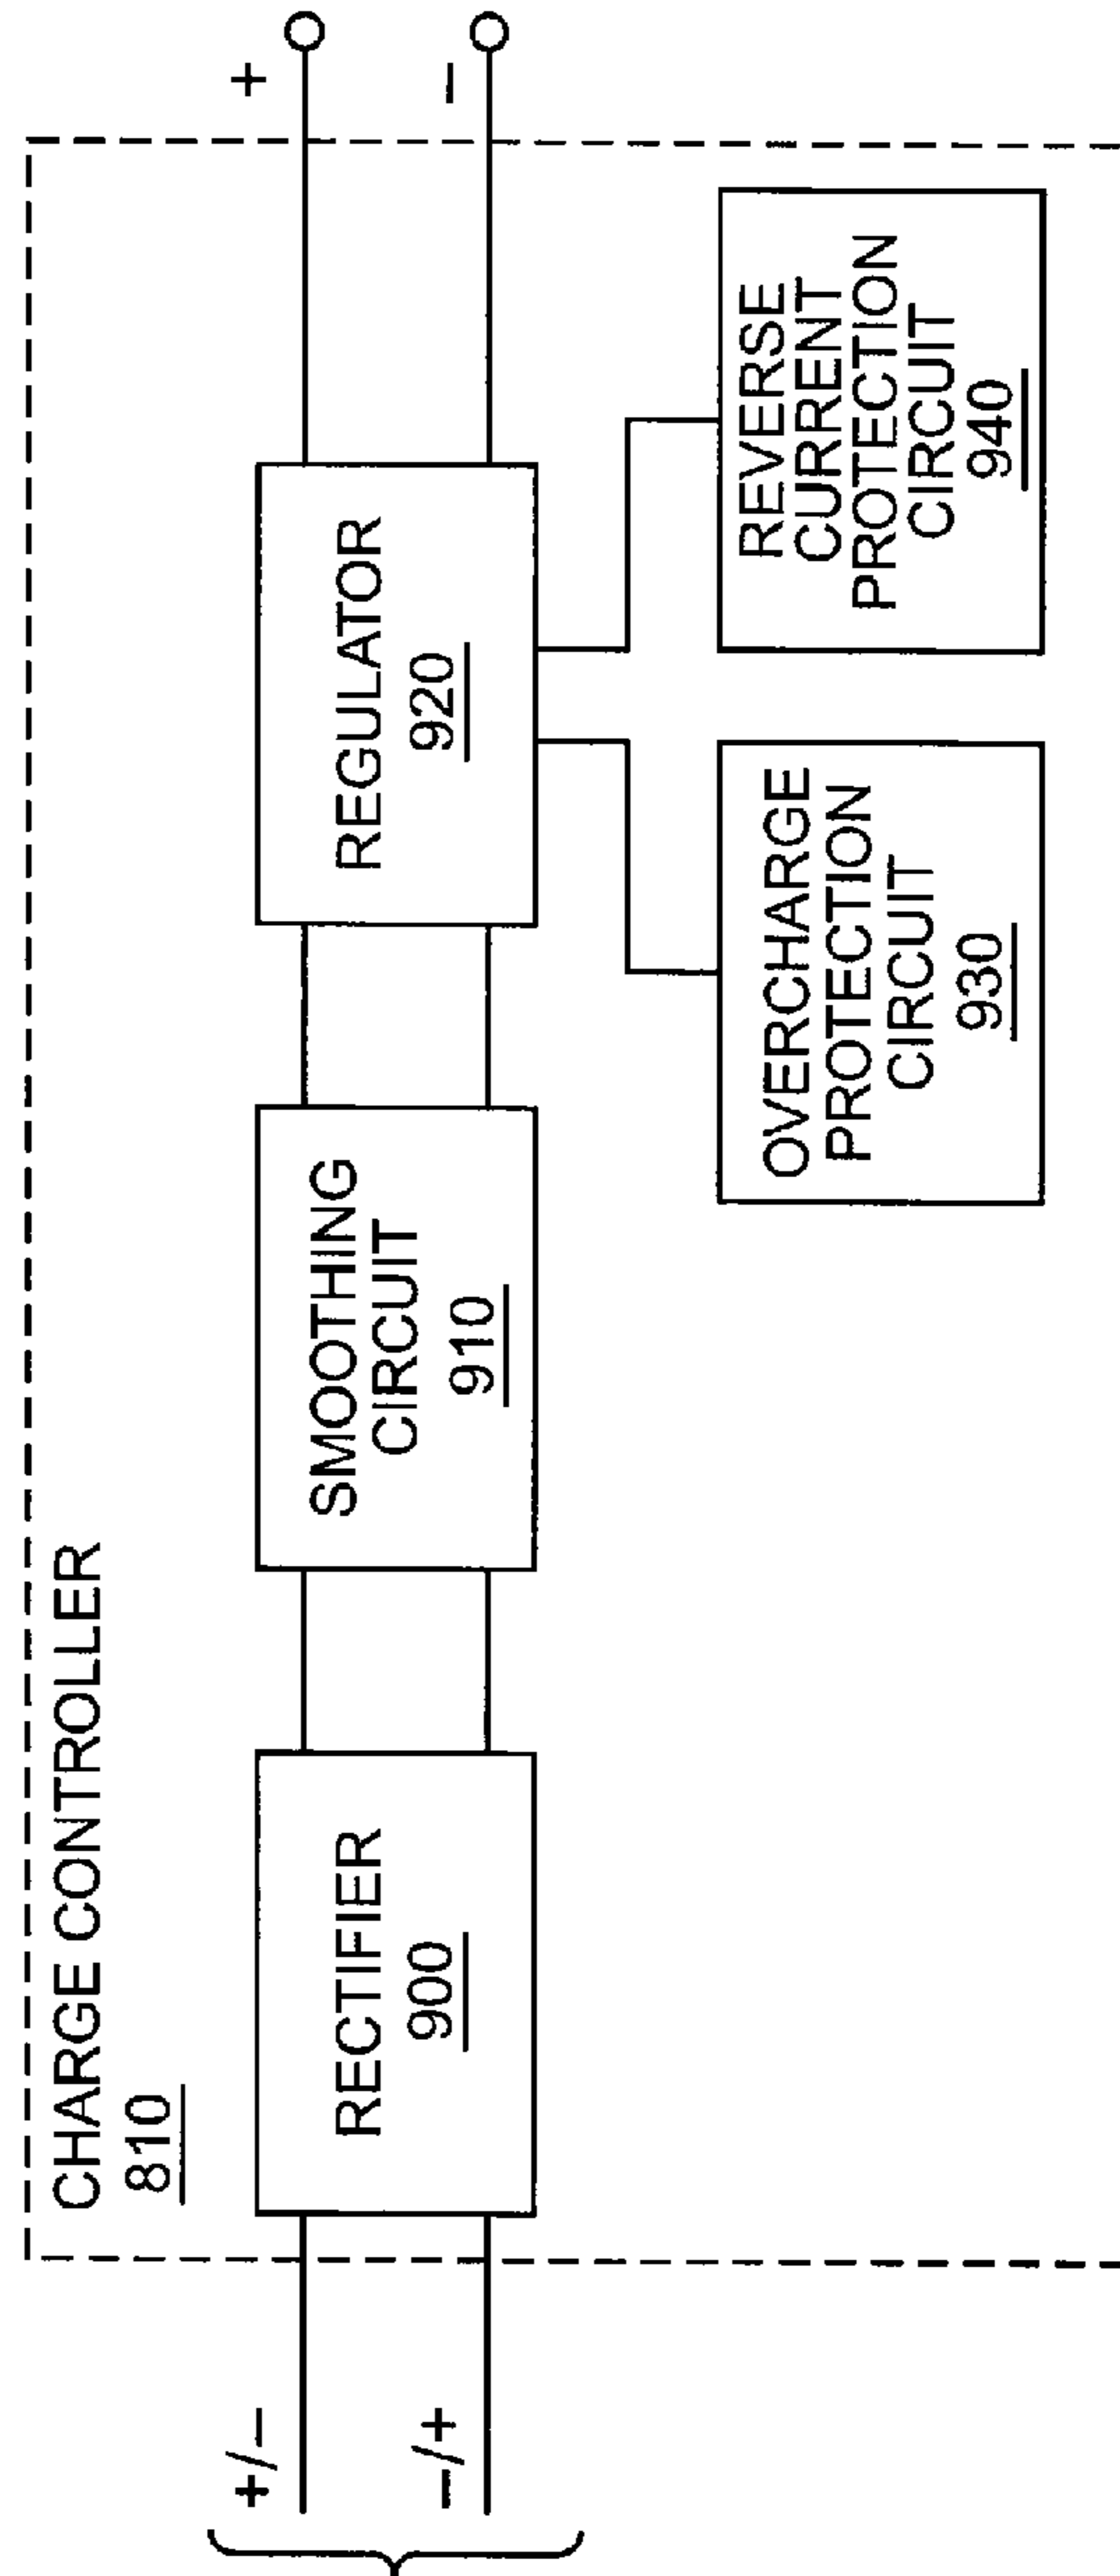 CHARGE CONTROLLER
810
+/–
–/+
RECTIFIER
900
SMOOTHING
CIRCUIT
910
REGULATOR
920
+
–
OVERCHARGE
PROTECTION
CIRCUIT
930
REVERSE
CURRENT
PROTECTION
CIRCUIT
940